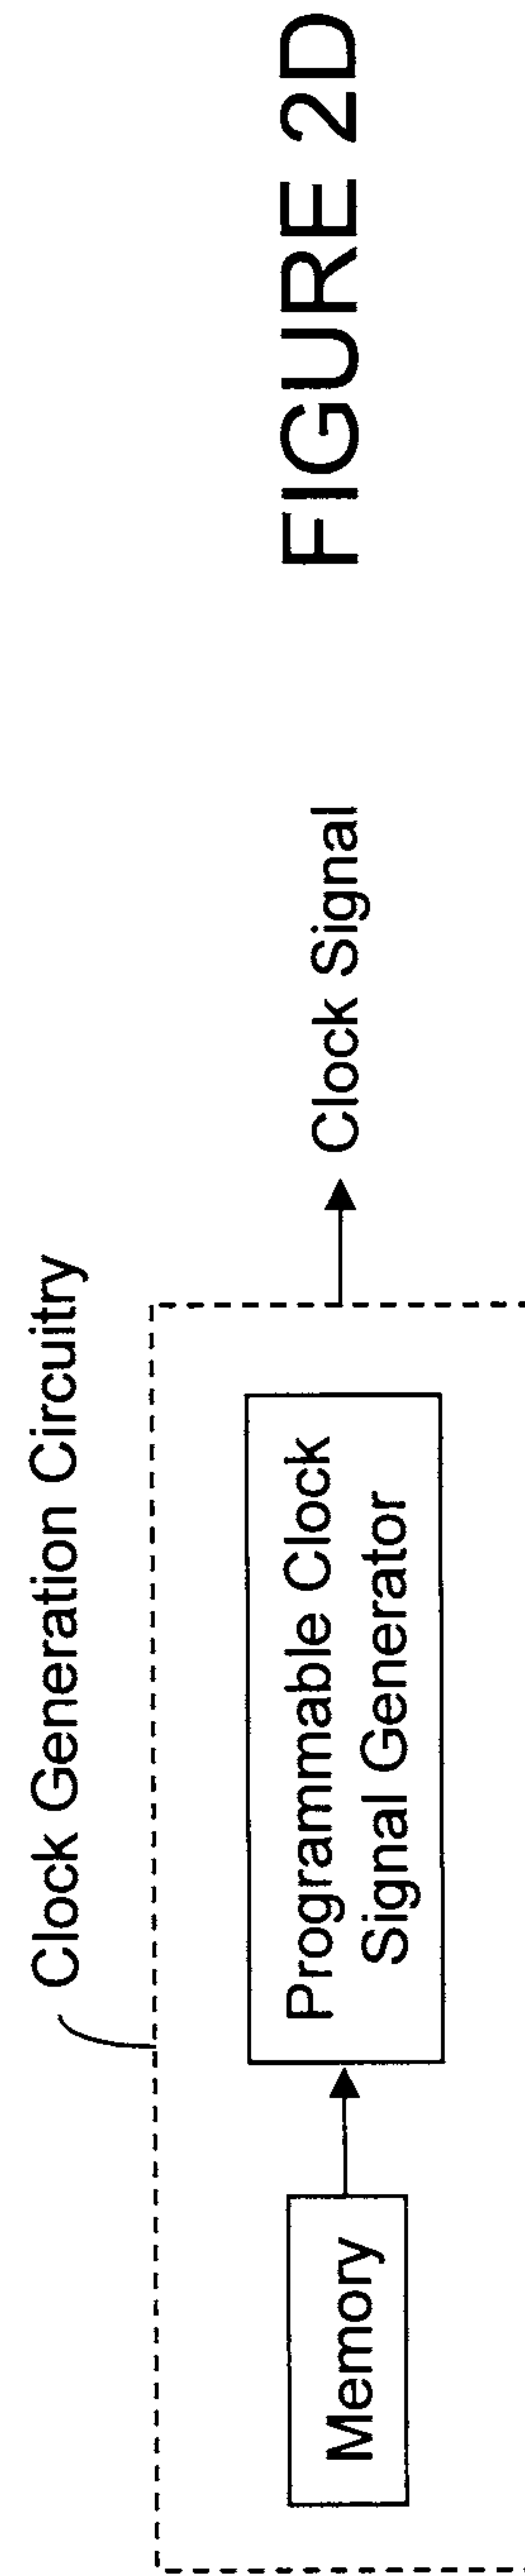 Clock Generation Circuitry
Memory
Programmable Clock
Signal Generator
Clock Signal
FIGURE 2D